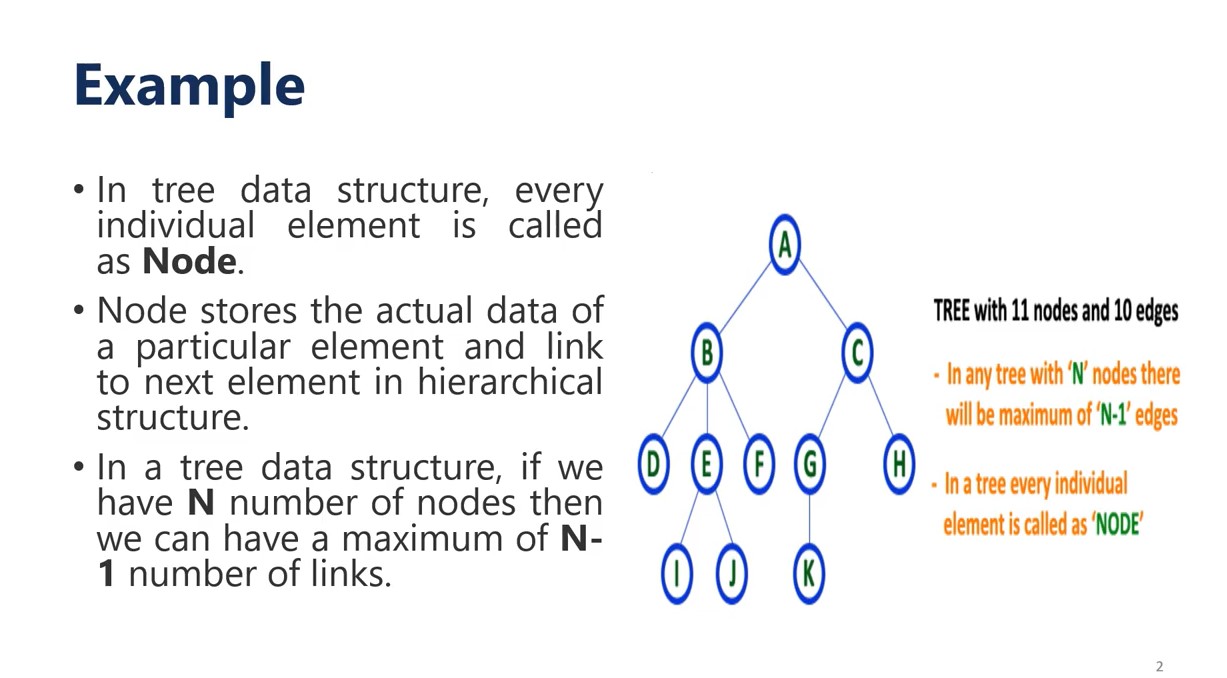 Example
• In tree data structure, every
individual element is called
as Node.
• Node stores the actual data of
a particular element and link
to next element in hierarchical
structure.
• In a tree data structure, if we
have N number of nodes then
we can have a maximum of N-
1 number of links.
A
B C
D E F G H
I J K
TREE with 11 nodes and 10 edges
- In any tree with 'N' nodes there
will be maximum of 'N-1' edges
- In a tree every individual
element is called as 'NODE'
2